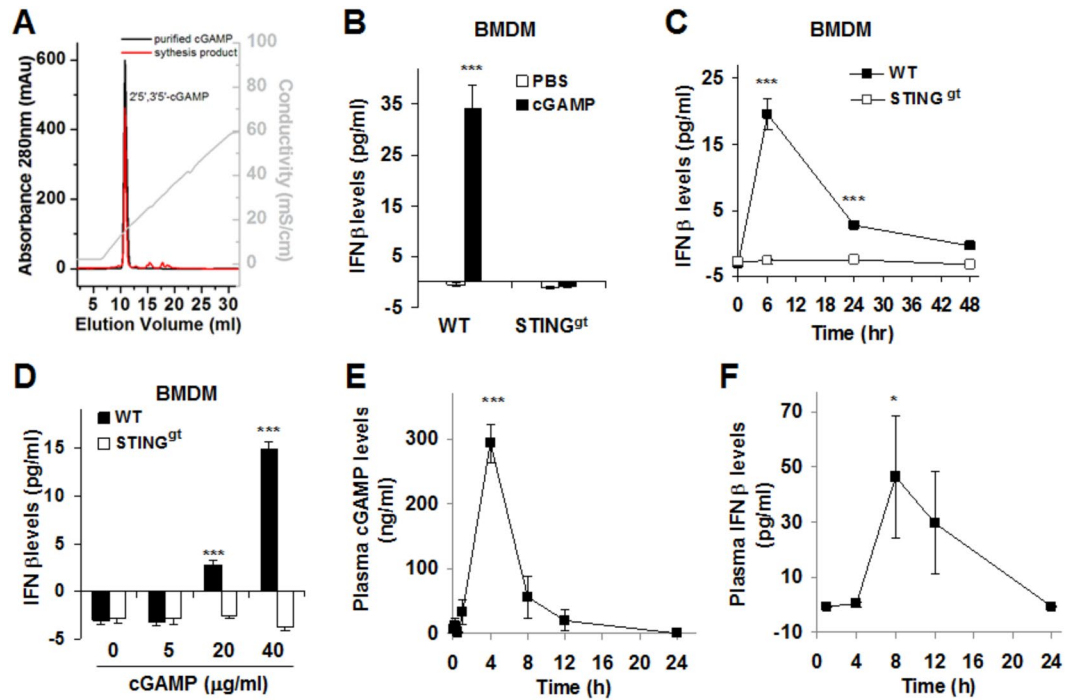 A
purified cGAMP
sythesis product
2'5',3'5'-cGAMP
600
400
200
0
Absorbance 280nm (mAu)
100
80
60
40
20
0
Conductivity (mS/cm)
5 10 15 20 25 30
Elution Volume (ml)
B
BMDM
***
PBS
cGAMP
35
25
15
5
-5
IFNβ levels (pg/ml)
WT STINGgt
C
BMDM
WT
STINGgt
***
***
25
15
5
-5
IFNβ levels (pg/ml)
0 6 12 18 24 30 36 42 48
Time (hr)
D
BMDM
WT
STINGgt
***
***
15
10
5
0
-5
IFN βlevels (pg/ml)
0 5 20 40
cGAMP (μg/ml)
E
***
300
200
100
0
Plasma cGAMP levels
(ng/ml)
0 4 8 12 16 20 24
Time (h)
F
*
70
50
30
10
-10
Plasma IFN β levels
(pg/ml)
0 4 8 12 16 20 24
Time (h)